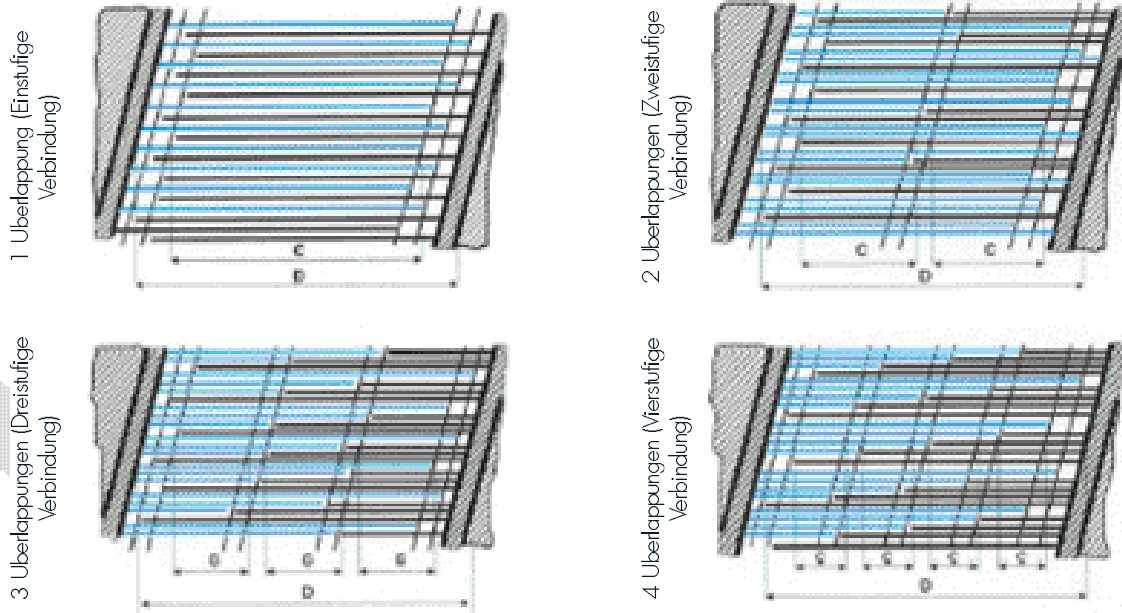 1 Überlappung (Einstufige
Verbindung)
C
D
2 Überlappungen (Zweistufige
Verbindung)
C C
D
3 Überlappungen (Dreistufige
Verbindung)
D
4 Überlappungen (Vierstufige
Verbindung)
D